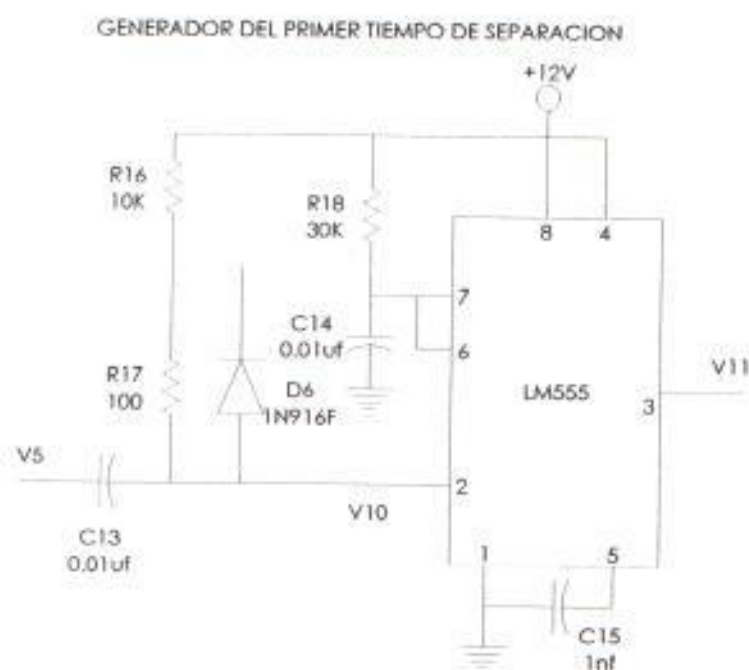 GENERADOR DEL PRIMER TIEMPO DE SEPARACION
+12V
R16
10K
R18
30K
8
4
7
C14
0.01uf
6
R17
100
D6
1N916F
LM555
V11
3
V5
2
V10
C13
0.01uf
1
5
C15
1nf